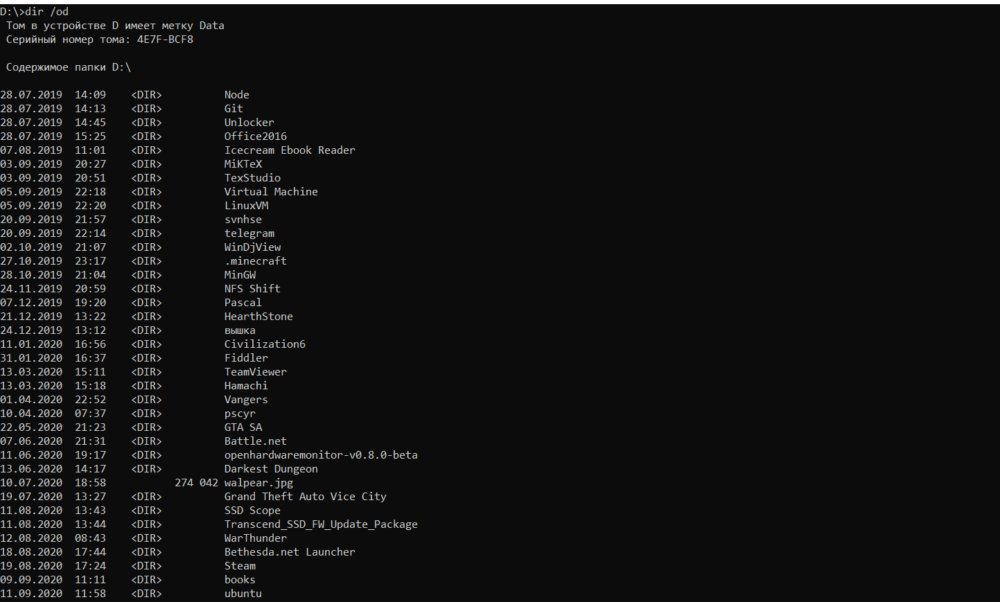 D:\>dir /od
Том в устройстве D имеет метку Data
Серийный номер тома: 4E7F-BCF8
Содержимое папки D:\
28.07.2019 14:09 <DIR> Node
28.07.2019 14:13 <DIR> Git
28.07.2019 14:45 <DIR> Unlocker
28.07.2019 15:25 <DIR> Office2016
07.08.2019 11:01 <DIR> Icecream Ebook Reader
03.09.2019 20:27 <DIR> MiKTeX
03.09.2019 20:51 <DIR> TexStudio
05.09.2019 22:18 <DIR> Virtual Machine
05.09.2019 22:20 <DIR> LinuxVM
20.09.2019 21:57 <DIR> svnhse
20.09.2019 22:14 <DIR> telegram
02.10.2019 21:07 <DIR> WinDjView
27.10.2019 23:17 <DIR> .minecraft
28.10.2019 21:04 <DIR> MinGW
24.11.2019 20:59 <DIR> NFS Shift
07.12.2019 19:20 <DIR> Pascal
21.12.2019 13:22 <DIR> HearthStone
24.12.2019 13:12 <DIR> вышка
11.01.2020 16:56 <DIR> Civilization6
31.01.2020 16:37 <DIR> Fiddler
13.03.2020 15:11 <DIR> TeamViewer
13.03.2020 15:18 <DIR> Hamachi
01.04.2020 22:52 <DIR> Vangers
10.04.2020 07:37 <DIR> pscyr
22.05.2020 21:23 <DIR> GTA SA
07.06.2020 21:31 <DIR> Battle.net
11.06.2020 19:17 <DIR> openhardwaremonitor-v0.8.0-beta
13.06.2020 14:17 <DIR> Darkest Dungeon
10.07.2020 18:58 274 042 walpear.jpg
19.07.2020 13:27 <DIR> Grand Theft Auto Vice City
11.08.2020 13:43 <DIR> SSD Scope
11.08.2020 13:44 <DIR> Transcend_SSD_FW_Update_Package
12.08.2020 08:43 <DIR> WarThunder
18.08.2020 17:44 <DIR> Bethesda.net Launcher
19.08.2020 17:24 <DIR> Steam
09.09.2020 11:11 <DIR> books
11.09.2020 11:58 <DIR> ubuntu